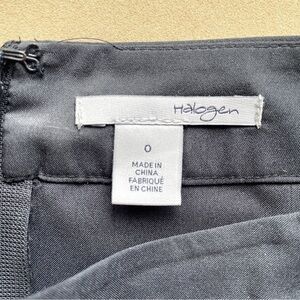 Halogen
0
MADE IN
CHINA
FABRIQUÉ
EN CHINE